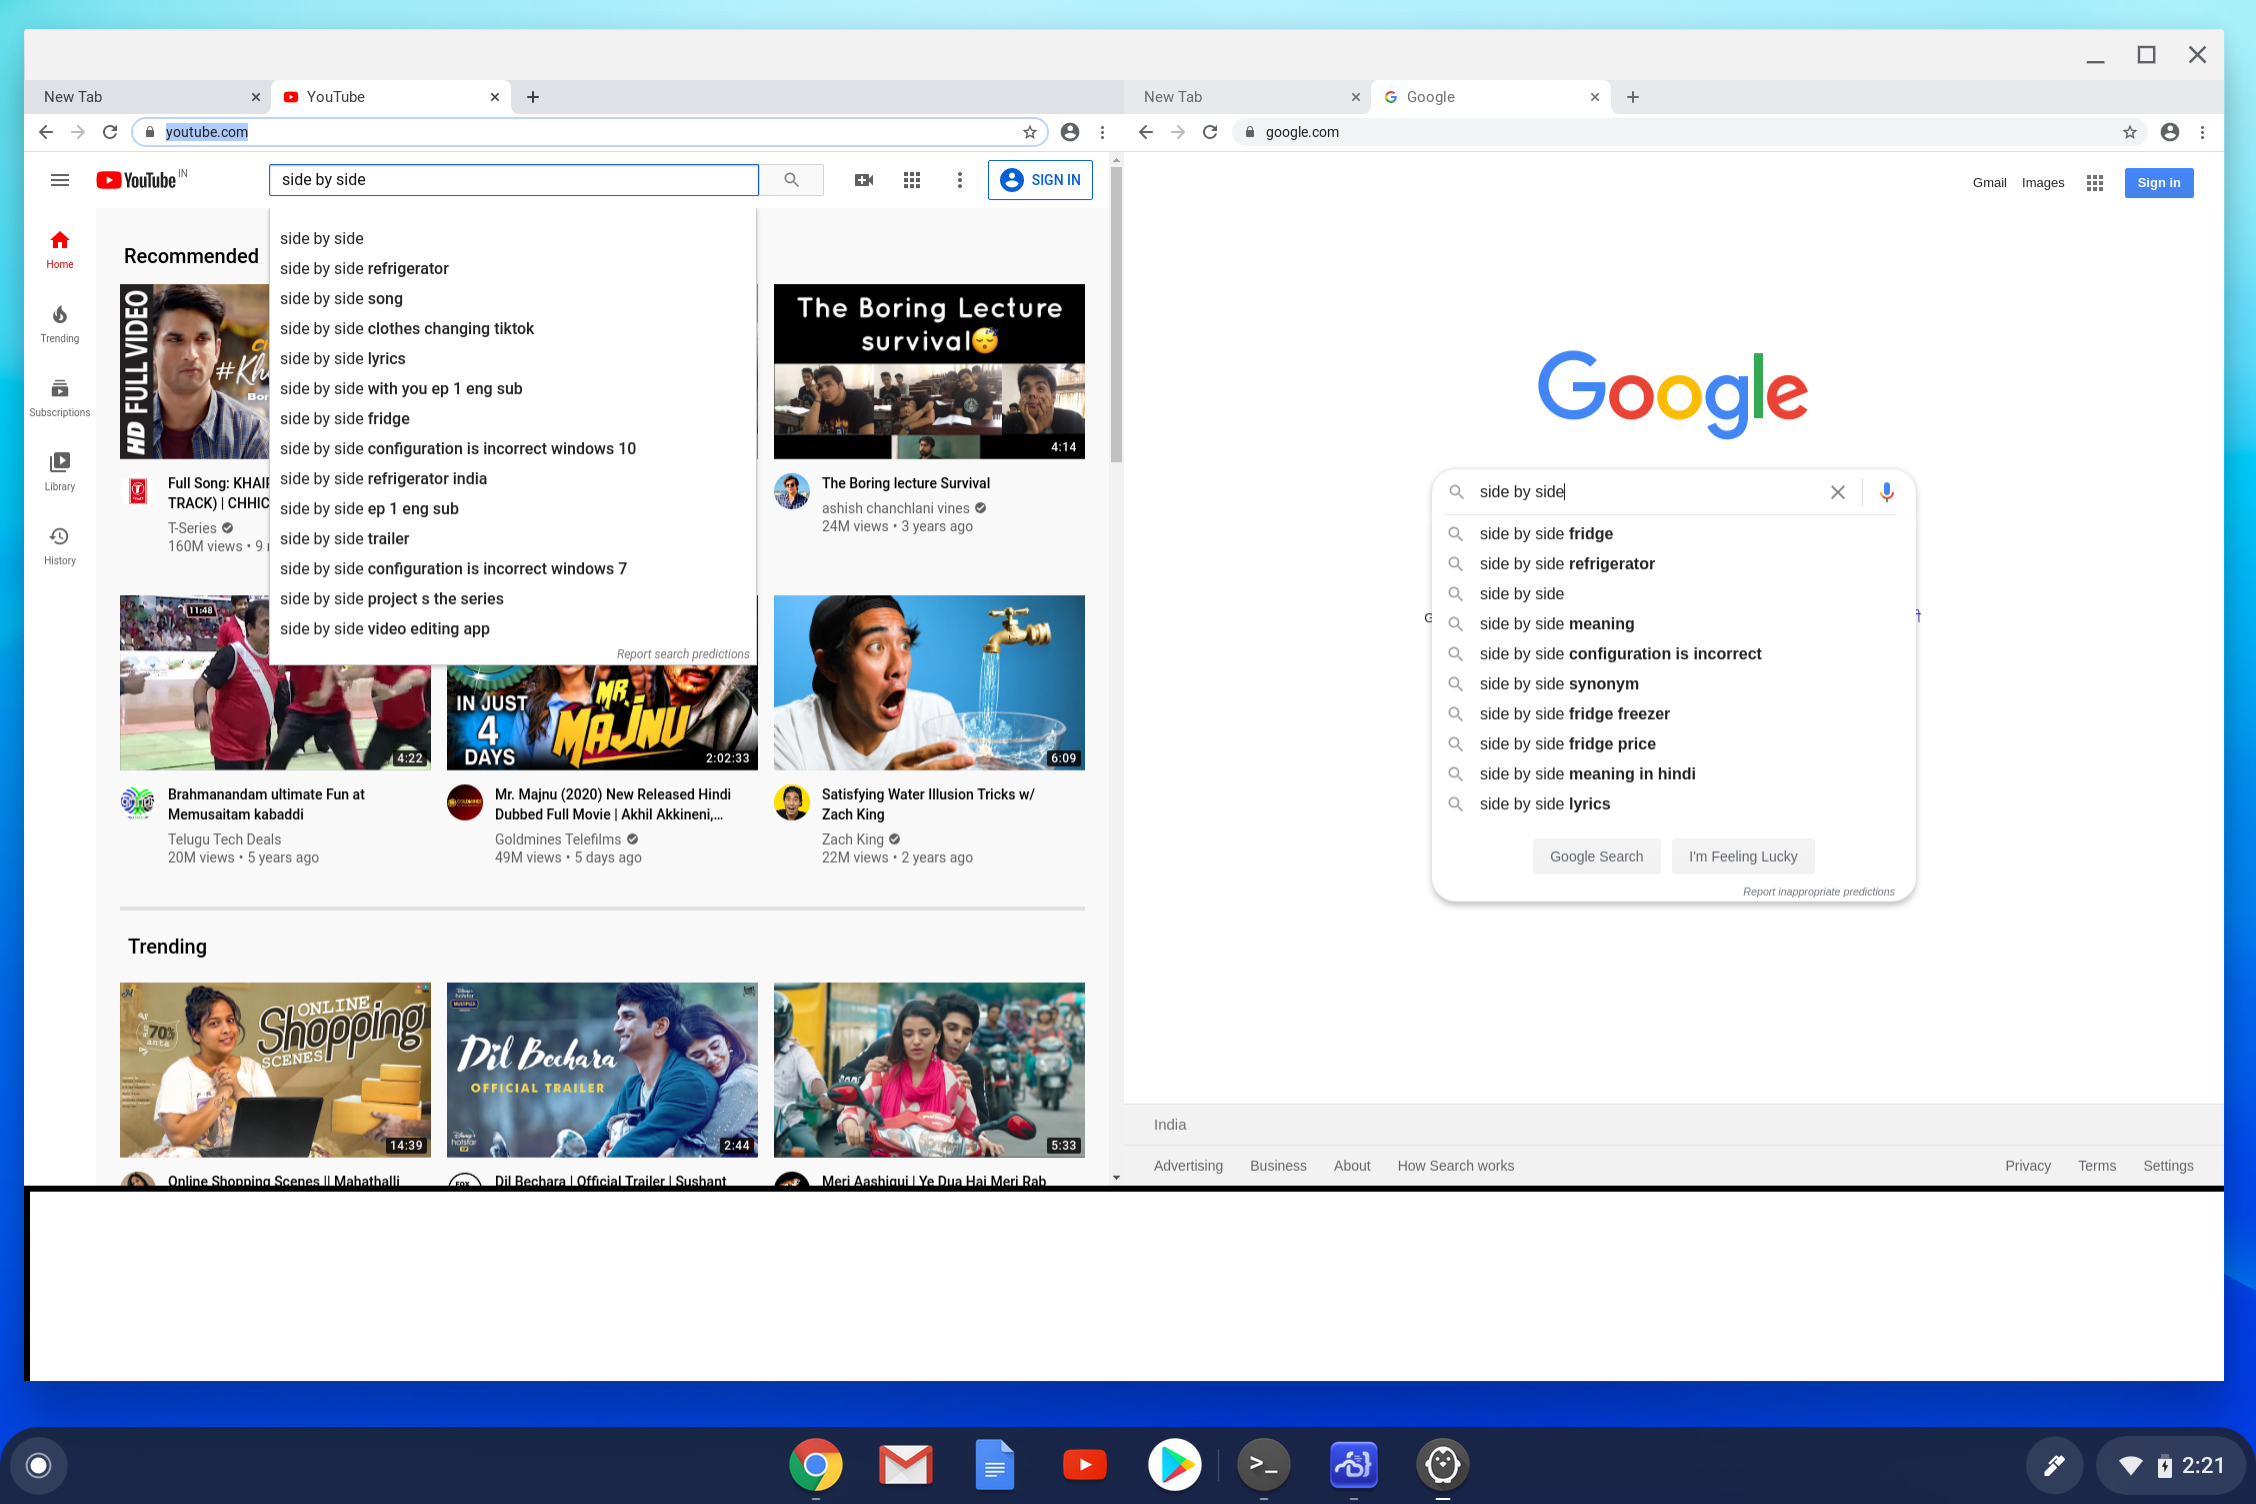 New Tab
YouTube
New Tab
Google
youtube.com
google.com
YouTube IN
side by side
SIGN IN
Gmail
Images
Sign in
Home
Trending
Subscriptions
Library
History
Recommended
side by side
side by side refrigerator
side by side song
side by side clothes changing tiktok
side by side lyrics
side by side with you ep 1 eng sub
side by side fridge
side by side configuration is incorrect windows 10
side by side refrigerator india
side by side ep 1 eng sub
side by side trailer
side by side configuration is incorrect windows 7
side by side project s the series
side by side video editing app
Report search predictions
HD FULL VIDEO
The Boring Lecture
survival
4:14
Full Song:
TRACK) |
T-Series
160M views • 9
The Boring lecture Survival
ashish chanchlani vines
24M views • 3 years ago
11:48
4:22
IN JUST
4
DAYS
MR.
MAJNU
2:02:33
6:09
Brahmanandam ultimate Fun at
Memusaitam kabaddi
Telugu Tech Deals
20M views • 5 years ago
Mr. Majnu (2020) New Released Hindi
Dubbed Full Movie | Akhil Akkineni,...
Goldmines Telefilms
49M views • 5 days ago
Satisfying Water Illusion Tricks w/
Zach King
Zach King
22M views • 2 years ago
Trending
ONLINE
Shopping
SCENES
70%
14:39
Dil Bechara
OFFICIAL TRAILER
hotstar
2:44
5:33
Online Shopping Scenes || Mahathalli
Dil Bechara | Official Trailer | Sushant
Meri Aashiqui | Ye Dua Hai Meri Rab
Google
side by side
side by side fridge
side by side refrigerator
side by side
side by side meaning
side by side configuration is incorrect
side by side synonym
side by side fridge freezer
side by side fridge price
side by side meaning in hindi
side by side lyrics
Google Search
I'm Feeling Lucky
Report inappropriate predictions
India
Advertising
Business
About
How Search works
Privacy
Terms
Settings
>_
2:21